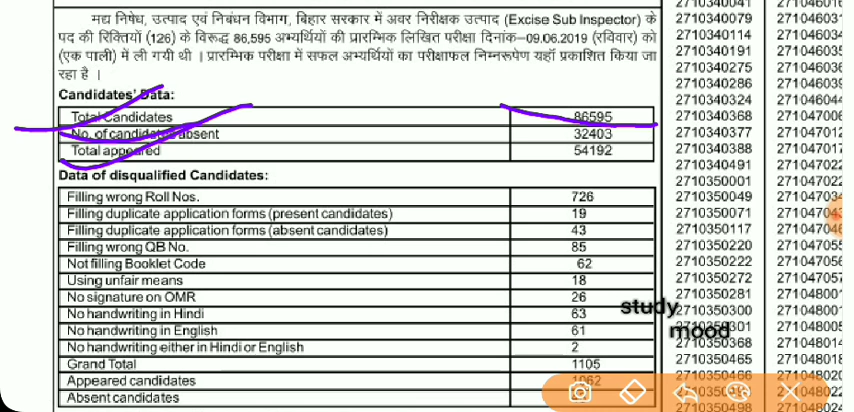 मद्य निषेध, उत्पाद एवं निबंधन विभाग, बिहार सरकार में अवर निरीक्षक उत्पाद (Excise Sub Inspector) के
पद की रिक्तियों (126) के विरूद्ध 86,595 अभ्यर्थियों की प्रारम्भिक लिखित परीक्षा दिनांक–09.06.2019 (रविवार) को
(एक पाली) में ली गयी थी । प्रारम्भिक परीक्षा में सफल अभ्यर्थियों का परीक्षाफल निम्नरूपेण यहाँ प्रकाशित किया जा
रहा है ।
Candidates' Data:
Total Candidates 86595
No. of candidates absent 32403
Total appeared 54192
Data of disqualified Candidates:
Filling wrong Roll Nos. 726
Filling duplicate application forms (present candidates) 19
Filling duplicate application forms (absent candidates) 43
Filling wrong QB No. 85
Not filling Booklet Code 62
Using unfair means 18
No signature on OMR 26
No handwriting in Hindi 63
No handwriting in English 61
No handwriting either in Hindi or English 2
Grand Total 1105
Appeared candidates 1062
Absent candidates
study
mood
2710340041
2710340079
2710340114
2710340191
2710340275
2710340286
2710340324
2710340368
2710340377
2710340388
2710340491
2710350001
2710350049
2710350071
2710350117
2710350220
2710350222
2710350272
2710350281
2710350300
2710350301
2710350368
2710350465
2710350466
2710350498